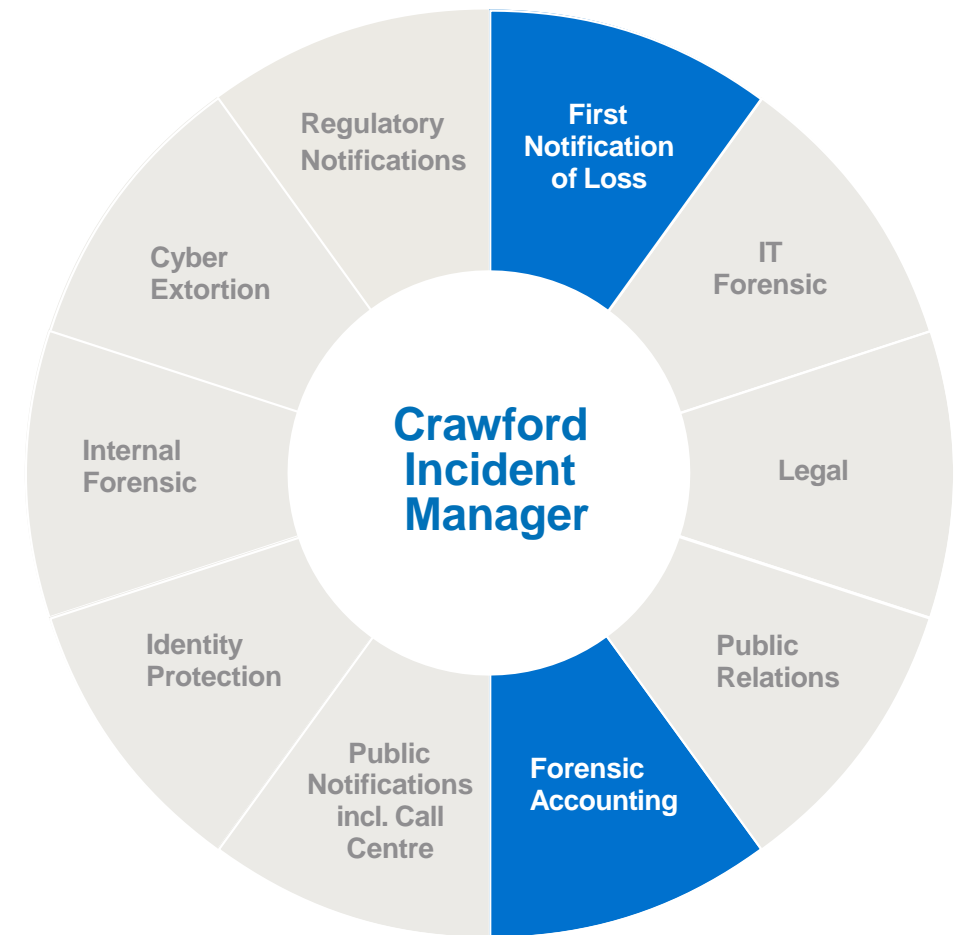 First
Notification
of Loss
IT
Forensic
Legal
Public
Relations
Forensic
Accounting
Public
Notifications
incl. Call
Centre
Identity
Protection
Internal
Forensic
Cyber
Extortion
Regulatory
Notifications
Crawford
Incident
Manager